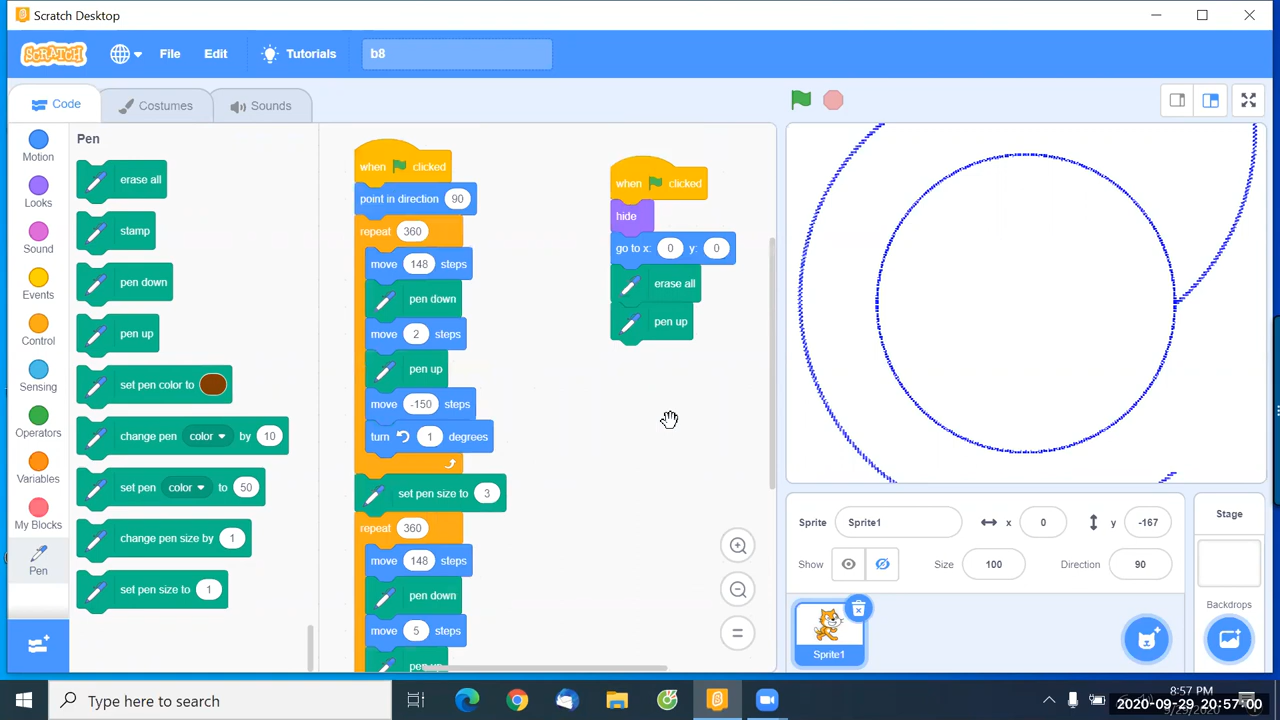 Scratch Desktop
SCRATCH
File
Edit
Tutorials
b8
Code
Costumes
Sounds
Motion
Looks
Sound
Events
Control
Sensing
Operators
Variables
My Blocks
Pen
Pen
erase all
stamp
pen down
pen up
set pen color to
change pen color by 10
set pen color to 50
change pen size by 1
set pen size to 1
when clicked
point in direction 90
repeat 360
move 148 steps
pen down
move 2 steps
pen up
move -150 steps
turn 1 degrees
set pen size to 3
repeat 360
move 148 steps
pen down
move 5 steps
pen up
when clicked
hide
go to x: 0 y: 0
erase all
pen up
Sprite Sprite1 x 0 y -167
Show Size 100 Direction 90
Sprite1
Stage
Backdrops
Type here to search
8:57 PM
2020-09-29 20:57:00